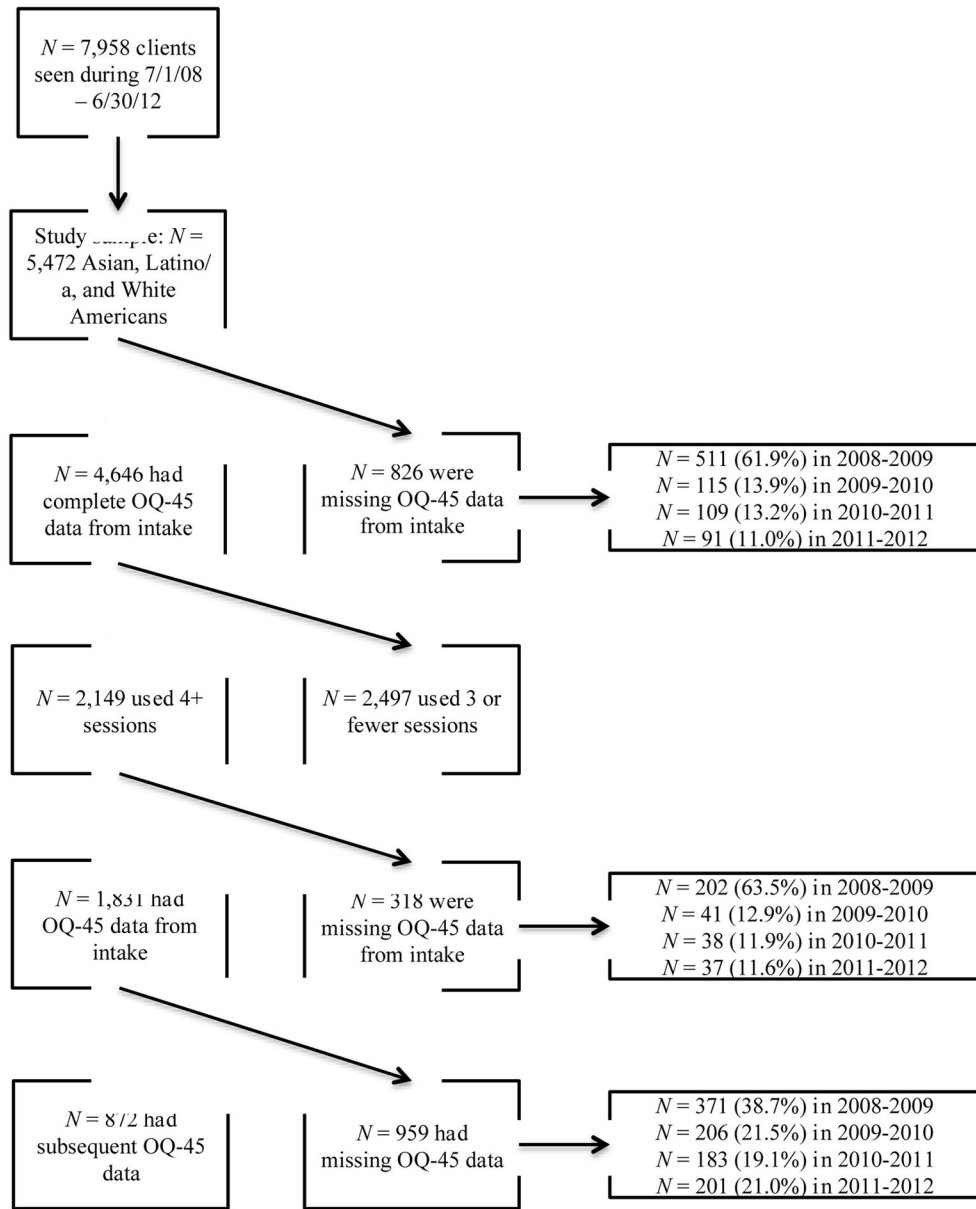 N = 7,958 clients
seen during 7/1/08
– 6/30/12
Study sample: N =
5,472 Asian, Latino/
a, and White
Americans
N = 4,646 had
complete OQ-45
data from intake
N = 826 were
missing OQ-45 data
from intake
N = 511 (61.9%) in 2008-2009
N = 115 (13.9%) in 2009-2010
N = 109 (13.2%) in 2010-2011
N = 91 (11.0%) in 2011-2012
N = 2,149 used 4+
sessions
N = 2,497 used 3 or
fewer sessions
N = 1,831 had
OQ-45 data from
intake
N = 318 were
missing OQ-45 data
from intake
N = 202 (63.5%) in 2008-2009
N = 41 (12.9%) in 2009-2010
N = 38 (11.9%) in 2010-2011
N = 37 (11.6%) in 2011-2012
N = 872 had
subsequent OQ-45
data
N = 959 had
missing OQ-45 data
N = 371 (38.7%) in 2008-2009
N = 206 (21.5%) in 2009-2010
N = 183 (19.1%) in 2010-2011
N = 201 (21.0%) in 2011-2012